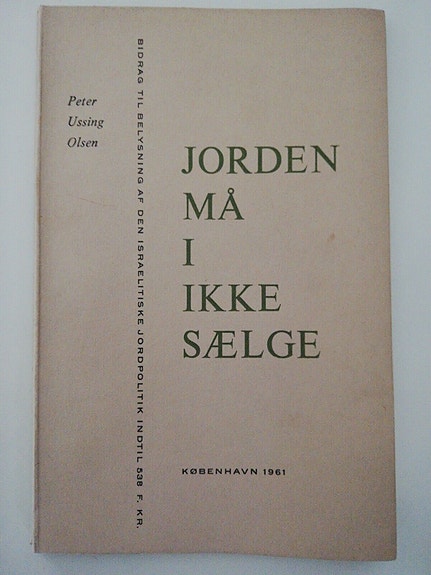 Peter
Ussing
Olsen
BIDRAG TIL BELYSNING AF DEN ISRAELITISKE JORDPOLITIK INDTIL 538 F. KR.
JORDEN
MÅ
I
IKKE
SÆLGE
KØBENHAVN 1961